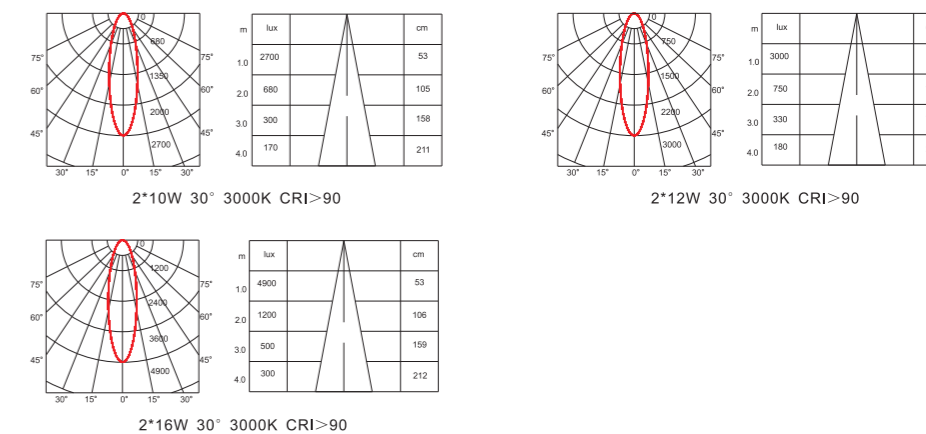 0
680
1350
2000
2700
75° 75°
60° 60°
45° 45°
30° 15° 0° 15° 30°
m lux cm
1.0 2700 53
2.0 680 105
3.0 300 158
4.0 170 211
2*10W 30° 3000K CRI>90
0
750
1500
2200
3000
75° 75°
60° 60°
45° 45°
30° 15° 0° 15° 30°
m lux
1.0 3000
2.0 750
3.0 330
4.0 180
2*12W 30° 3000K CRI>90
0
1200
2400
3600
4900
75° 75°
60° 60°
45° 45°
30° 15° 0° 15° 30°
m lux cm
1.0 4900 53
2.0 1200 106
3.0 500 159
4.0 300 212
2*16W 30° 3000K CRI>90